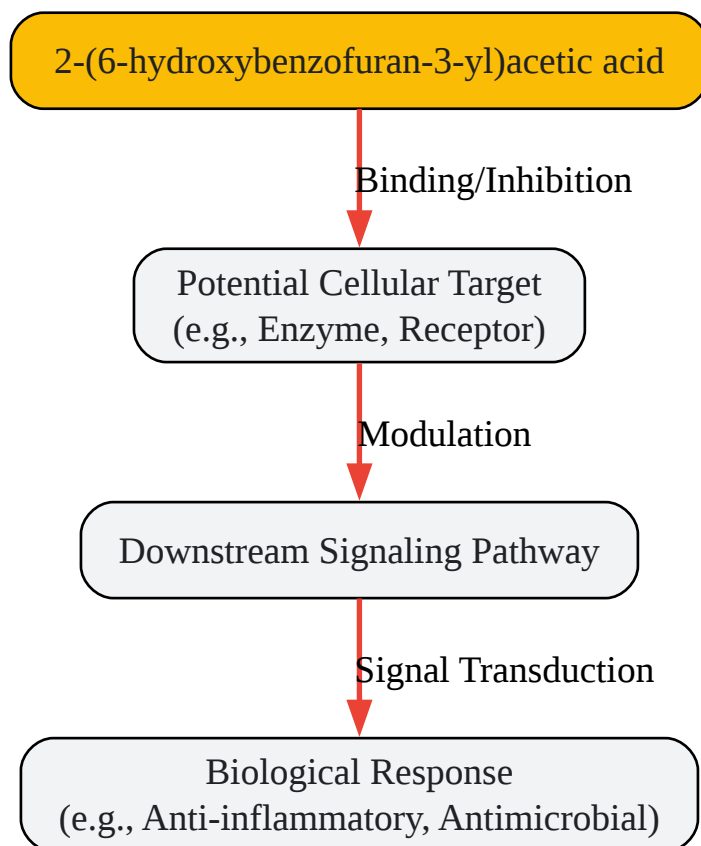 2-(6-hydroxybenzofuran-3-yl)acetic acid
Binding/Inhibition
Potential Cellular Target
(e.g., Enzyme, Receptor)
Modulation
Downstream Signaling Pathway
Signal Transduction
Biological Response
(e.g., Anti-inflammatory, Antimicrobial)